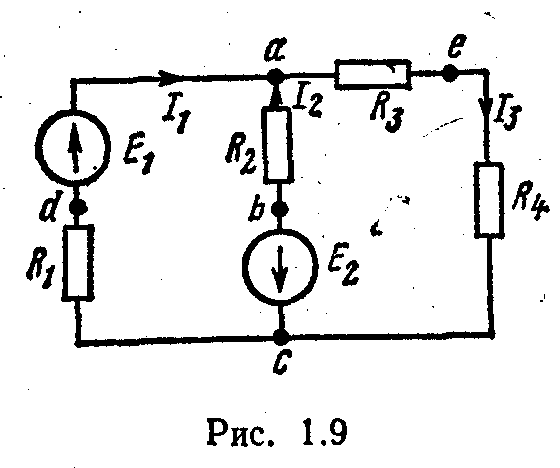 a
e
I₁
I₂
R₃
I₃
E₁
R₂
d
b
R₄
R₁
E₂
c
Рис. 1.9